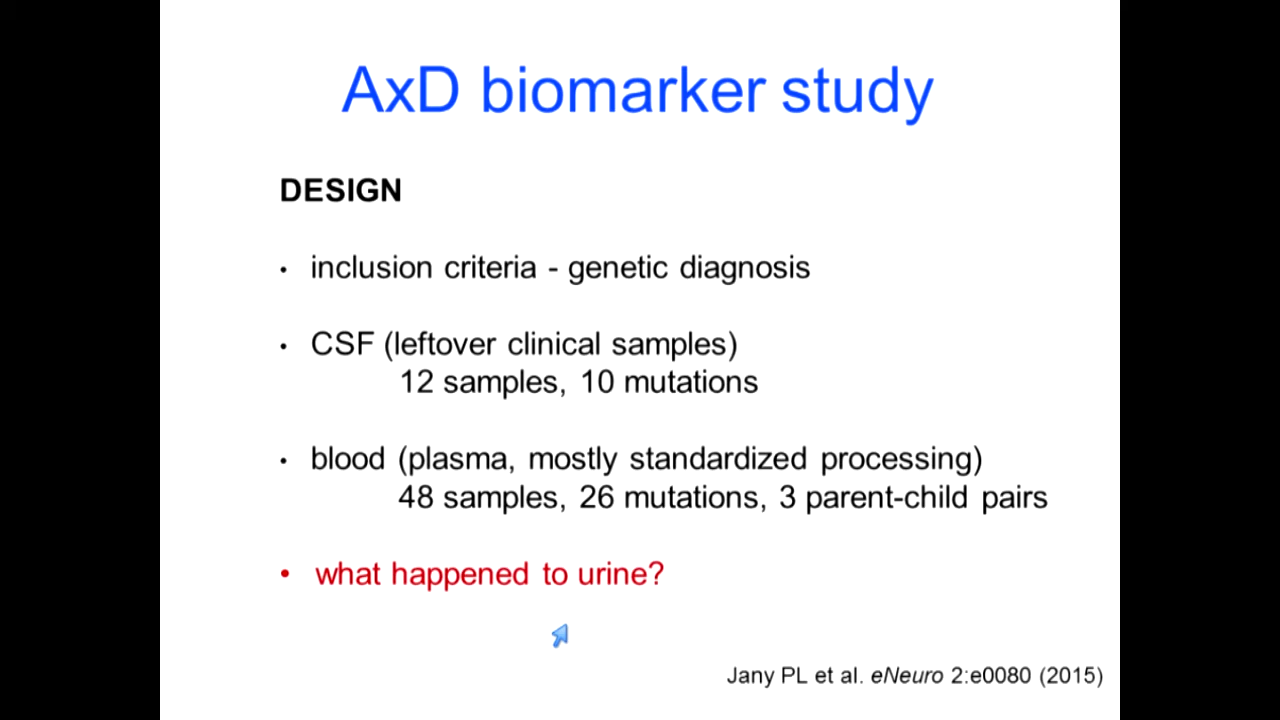 AxD biomarker study
DESIGN
• inclusion criteria - genetic diagnosis
• CSF (leftover clinical samples)
12 samples, 10 mutations
• blood (plasma, mostly standardized processing)
48 samples, 26 mutations, 3 parent-child pairs
• what happened to urine?
Jany PL et al. eNeuro 2:e0080 (2015)